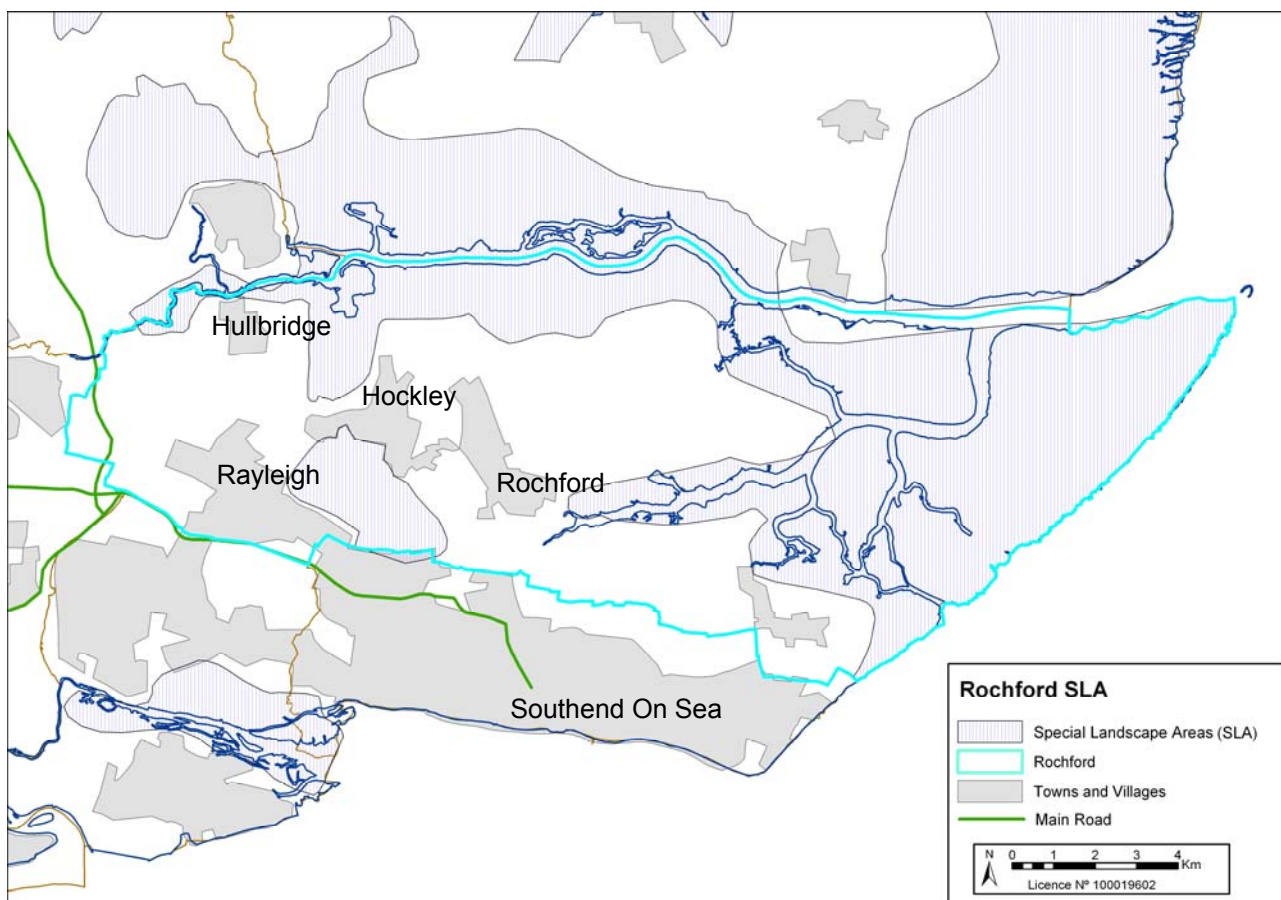 Hullbridge
Hockley
Rayleigh
Rochford
Southend On Sea
Rochford SLA
Special Landscape Areas (SLA)
Rochford
Towns and Villages
Main Road
N 0 1 2 3 4
Km
Licence Nº 100019602